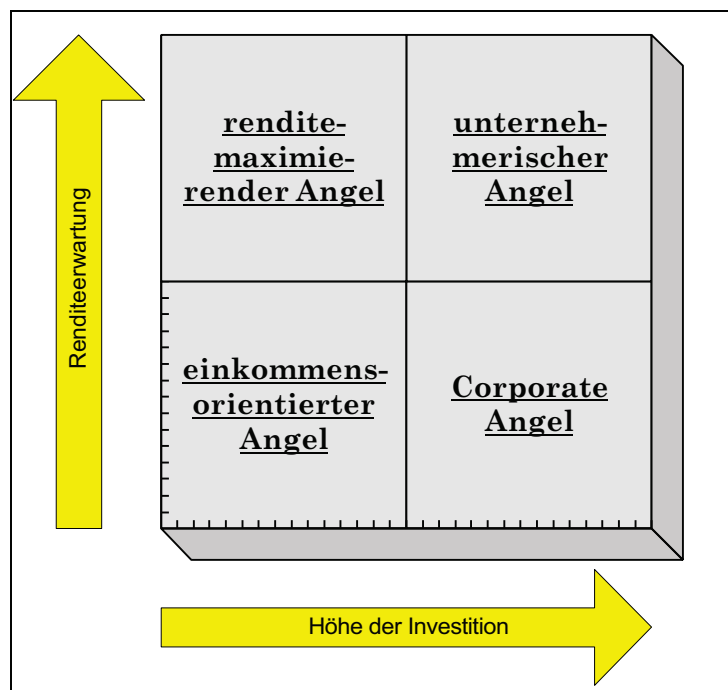 Renditeerwartung
rendite-
maximie-
render Angel
unterneh-
merischer
Angel
einkommens-
orientierter
Angel
Corporate
Angel
Höhe der Investition